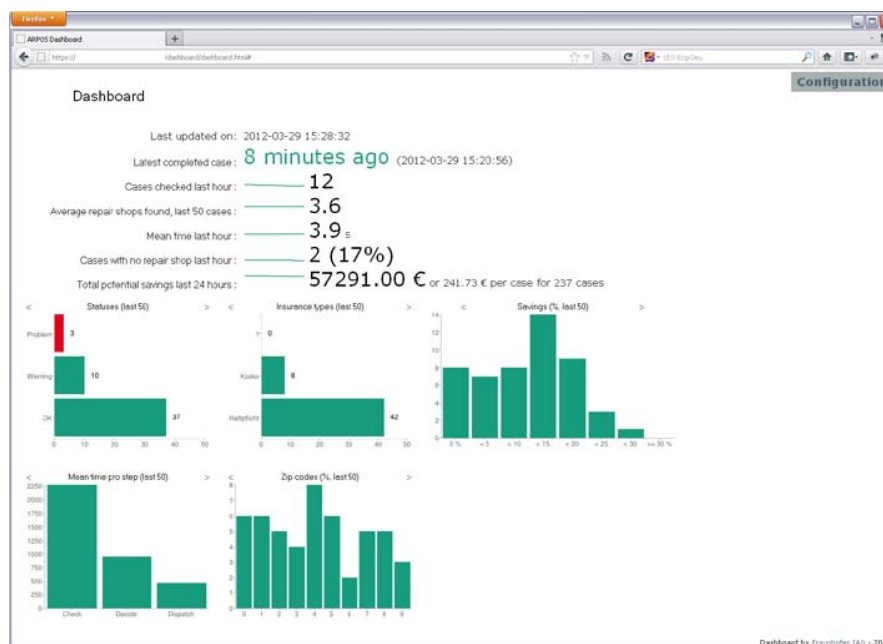 Firefox
ARPOS Dashboard
https:// /dashboard/dashboard.html#
LEO Eng-Deu
Configuration
Dashboard
Last updated on: 2012-03-29 15:28:32
Latest completed case: 8 minutes ago (2012-03-29 15:20:56)
Cases checked last hour: 12
Average repair shops found, last 50 cases: 3.6
Mean time last hour: 3.9 s
Cases with no repair shop last hour: 2 (17%)
Total potential savings last 24 hours: 57291.00 € or 241.73 € per case for 237 cases
< Statuses (last 50) >
Problem 3
Warning 10
OK 37
0 10 20 30 40 50
< Insurance types (last 50) >
? 0
Kasko 8
Haftpflicht 42
0 10 20 30 40 50
< Savings (%, last 50) >
14
12
10
8
6
4
2
0
0 % < 5 < 10 < 15 < 20 < 25 < 30 >= 30 %
< Mean time pro step (last 50) >
2250
2000
1750
1500
1250
1000
750
500
250
0
Check Decide Dispatch
< Zip codes (%, last 50) >
8
7
6
5
4
3
2
1
0
0 1 2 3 4 5 6 7 8 9
Dashboard by Fraunhofer IAO - 20